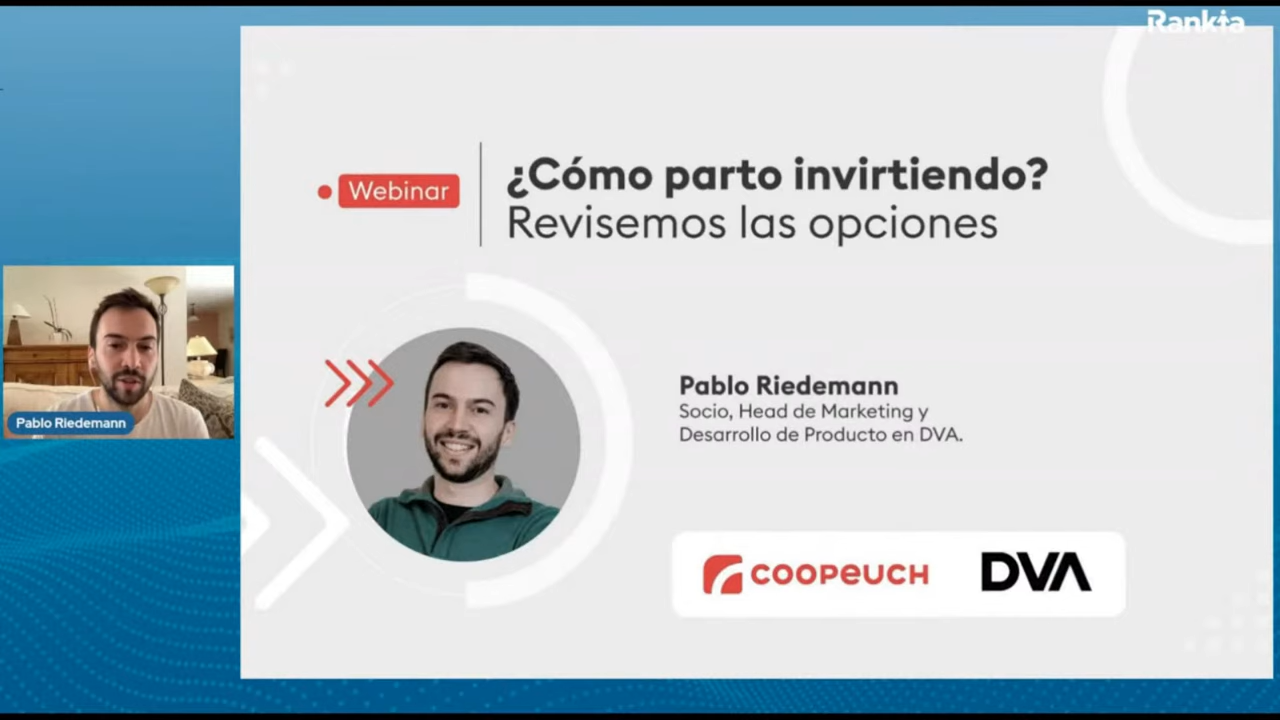 Rankia
Webinar
¿Cómo parto invirtiendo?
Revisemos las opciones
Pablo Riedemann
Pablo Riedemann
Socio, Head de Marketing y
Desarrollo de Producto en DVA.
COOPEUCH
DVA